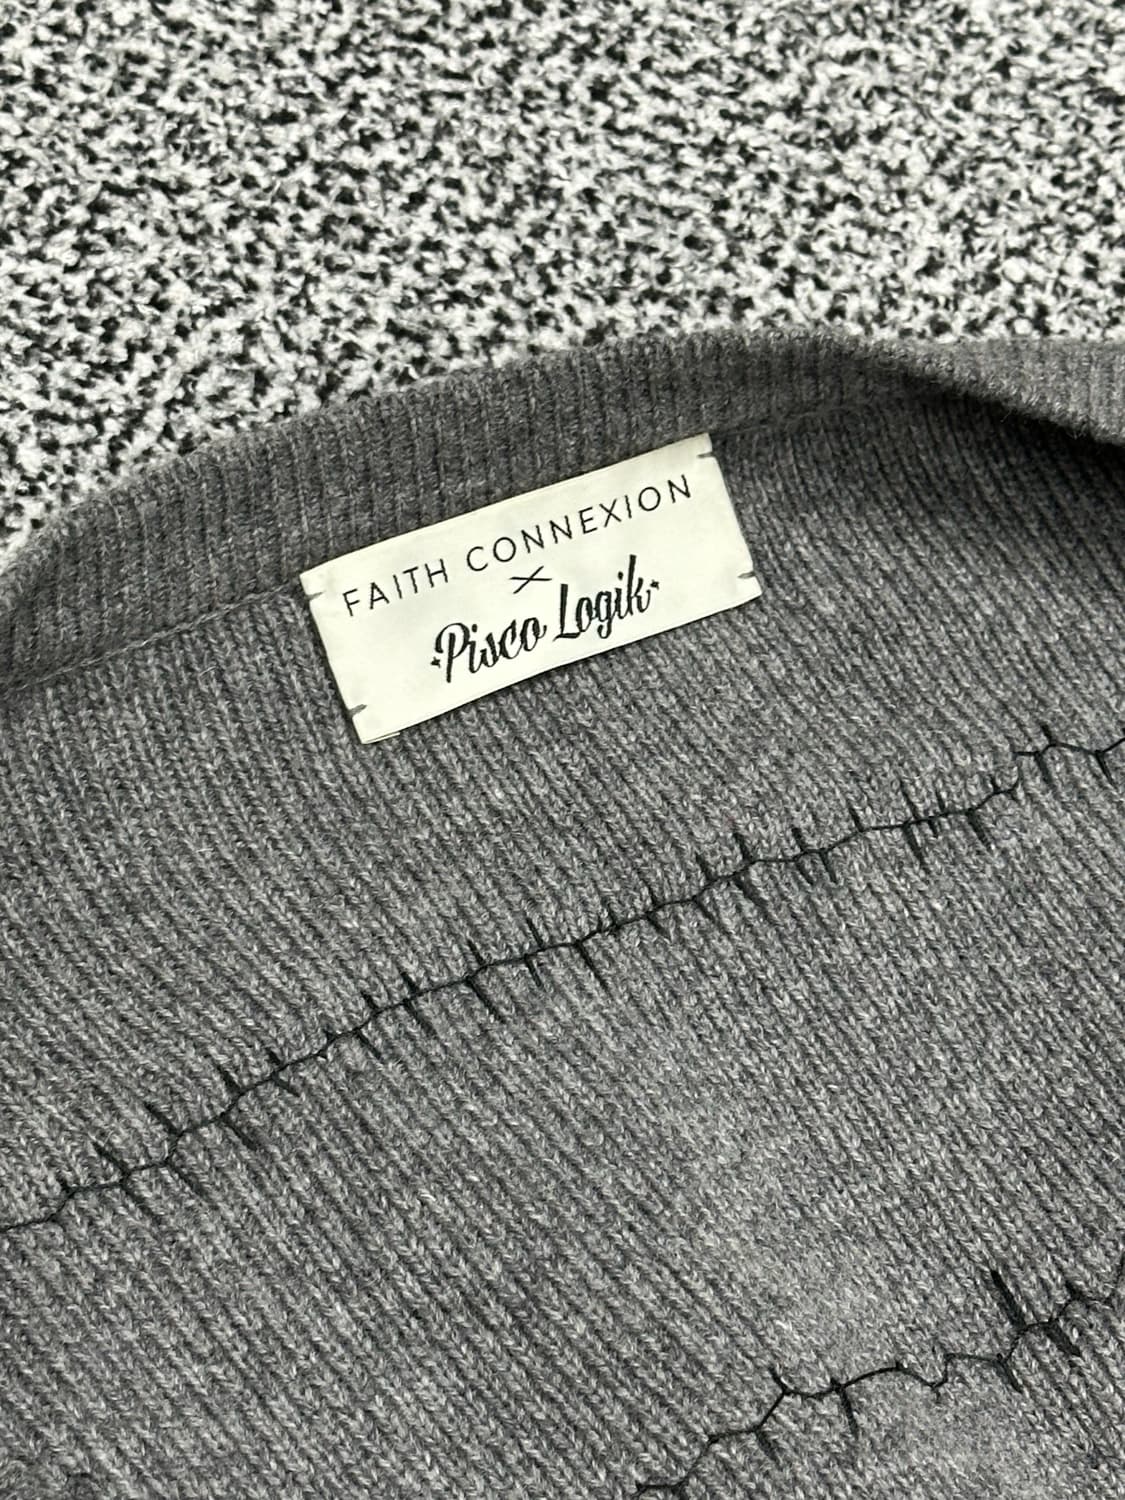 FAITH CONNEXION
×
Pisco Logik